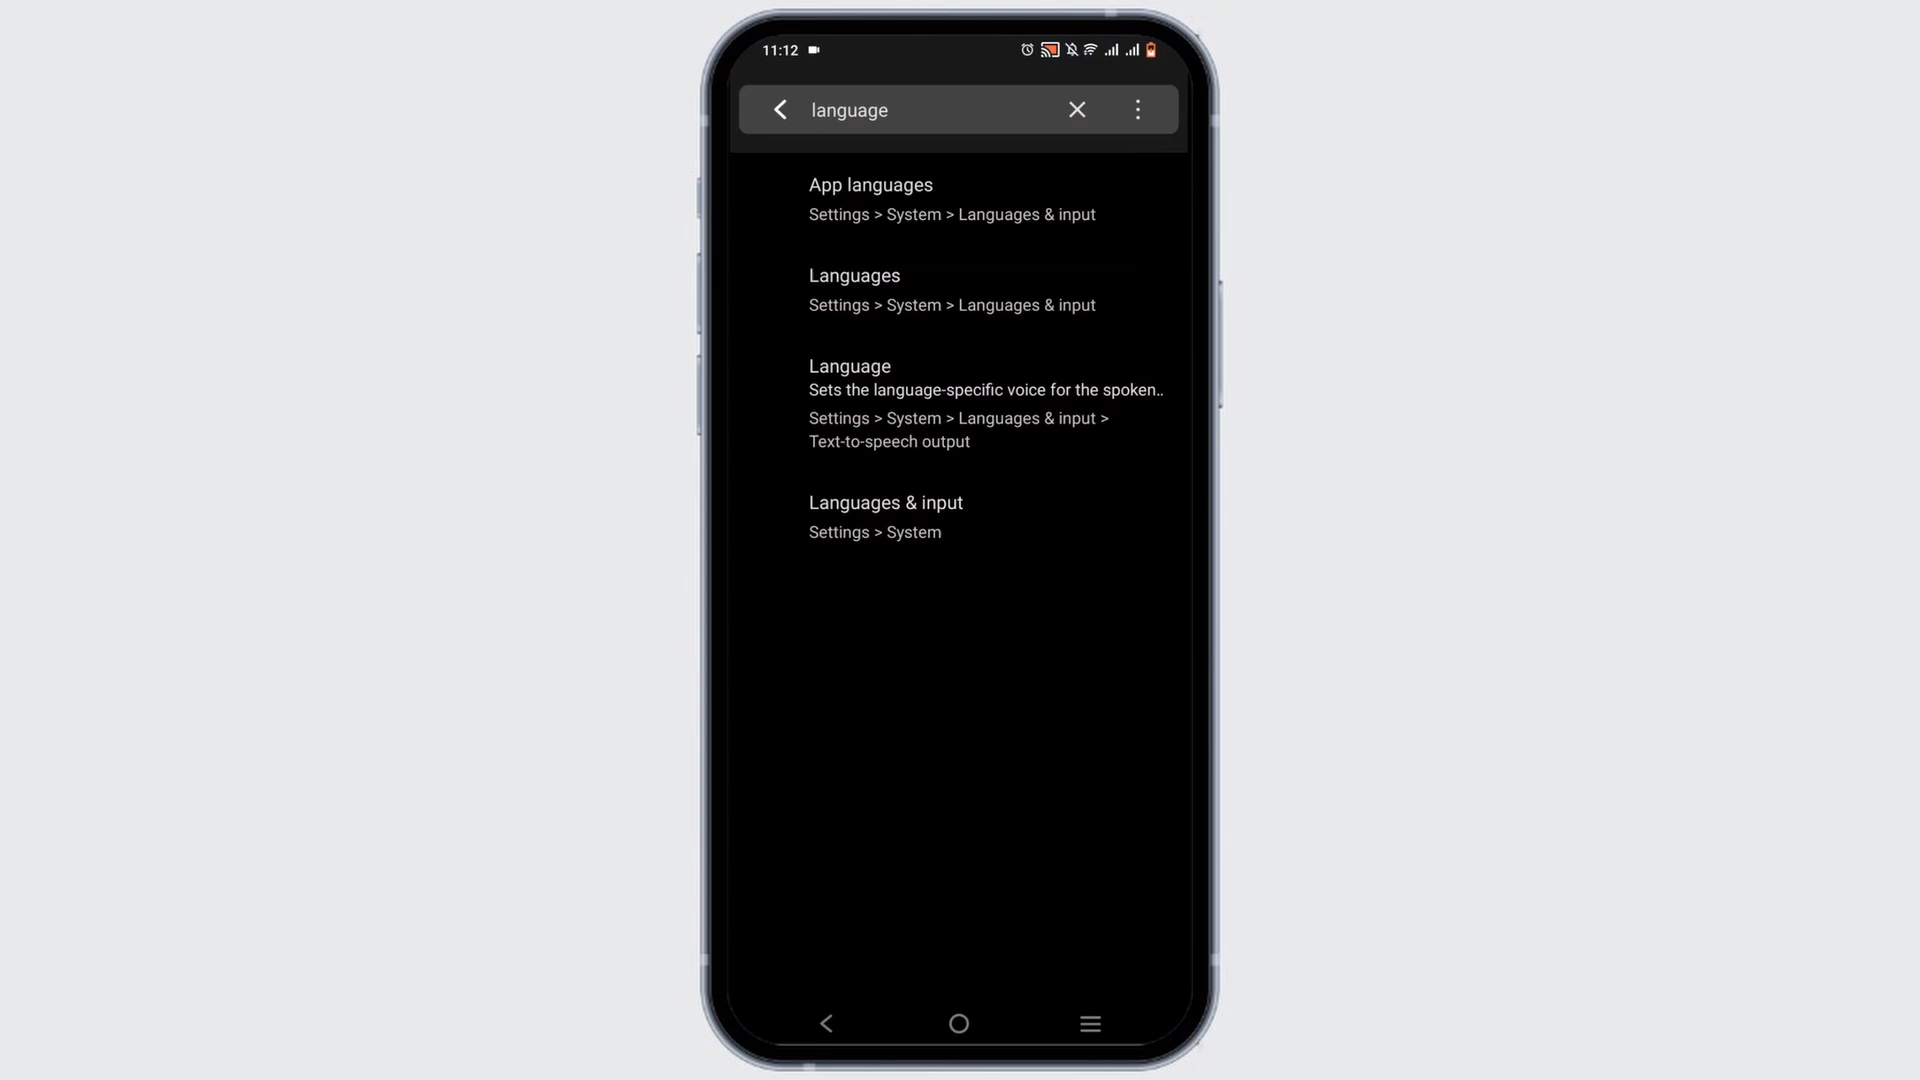 11:12
language
App languages
Settings > System > Languages & input
Languages
Settings > System > Languages & input
Language
Sets the language-specific voice for the spoken..
Settings > System > Languages & input >
Text-to-speech output
Languages & input
Settings > System